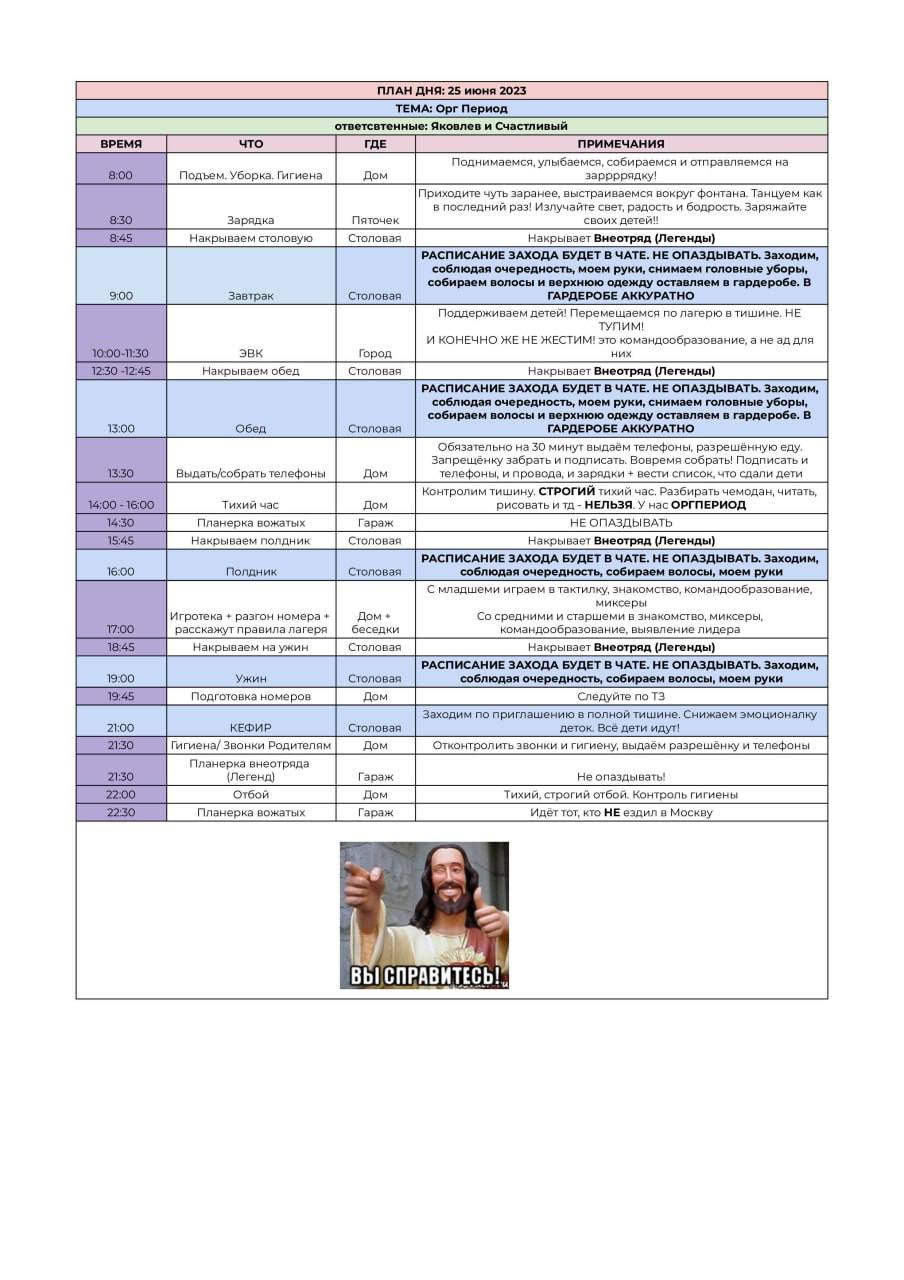 ПЛАН ДНЯ: 25 июня 2023
ТЕМА: Орг Период
ответсвтенные: Яковлев и Счастливый
ВРЕМЯ ЧТО ГДЕ ПРИМЕЧАНИЯ
Поднимаемся, улыбаемся, собираемся и отправляемся на
8:00 Подъем. Уборка. Гигиена Дом заррррядку!
Приходите чуть заранее, выстраиваемся вокруг фонтана. Танцуем как
в последний раз! Излучайте свет, радость и бодрость. Заряжайте
8:30 Зарядка Пяточек своих детей!!
8:45 Накрываем столовую Столовая Накрывает Внеотряд (Легенды)
РАСПИСАНИЕ ЗАХОДА БУДЕТ В ЧАТЕ. НЕ ОПАЗДЫВАТЬ. Заходим,
соблюдая очередность, моем руки, снимаем головные уборы,
собираем волосы и верхнюю одежду оставляем в гардеробе. В
9:00 Завтрак Столовая ГАРДЕРОБЕ АККУРАТНО
Поддерживаем детей! Перемещаемся по лагерю в тишине. НЕ
ТУПИМ!
И КОНЕЧНО ЖЕ НЕ ЖЕСТИМ! это командообразование, а не ад для
10:00-11:30 ЭВК Город них
12:30 -12:45 Накрываем обед Столовая Накрывает Внеотряд (Легенды)
РАСПИСАНИЕ ЗАХОДА БУДЕТ В ЧАТЕ. НЕ ОПАЗДЫВАТЬ. Заходим,
соблюдая очередность, моем руки, снимаем головные уборы,
собираем волосы и верхнюю одежду оставляем в гардеробе. В
13:00 Обед Столовая ГАРДЕРОБЕ АККУРАТНО
Обязательно на 30 минут выдаём телефоны, разрешённую еду.
Запрещёнку забрать и подписать. Вовремя собрать! Подписать и
13:30 Выдать/собрать телефоны Дом телефоны, и провода, и зарядки + вести список, что сдали дети
Контролим тишину. СТРОГИЙ тихий час. Разбирать чемодан, читать,
14:00 - 16:00 Тихий час Дом рисовать и тд - НЕЛЬЗЯ. У нас ОРГПЕРИОД
14:30 Планерка вожатых Гараж НЕ ОПАЗДЫВАТЬ
15:45 Накрываем полдник Столовая Накрывает Внеотряд (Легенды)
РАСПИСАНИЕ ЗАХОДА БУДЕТ В ЧАТЕ. НЕ ОПАЗДЫВАТЬ. Заходим,
16:00 Полдник Столовая соблюдая очередность, собираем волосы, моем руки
С младшеми играем в тактилку, знакомство, командообразование,
миксеры
Игротека + разгон номера + Дом + Со средними и старшеми в знакомство, миксеры,
17:00 расскажут правила лагеря беседки командообразование, выявление лидера
18:45 Накрываем на ужин Столовая Накрывает Внеотряд (Легенды)
РАСПИСАНИЕ ЗАХОДА БУДЕТ В ЧАТЕ. НЕ ОПАЗДЫВАТЬ. Заходим,
19:00 Ужин Столовая соблюдая очередность, собираем волосы, моем руки
19:45 Подготовка номеров Дом Следуйте по ТЗ
Заходим по приглашению в полной тишине. Снижаем эмоционалку
21:00 КЕФИР Столовая деток. Всё дети идут!
21:30 Гигиена/ Звонки Родителям Дом Отконтролить звонки и гигиену, выдаём разрешёнку и телефоны
Планерка внеотряда
21:30 (Легенд) Гараж Не опаздывать!
22:00 Отбой Дом Тихий, строгий отбой. Контроль гигиены
22:30 Планерка вожатых Гараж Идёт тот, кто НЕ ездил в Москву
ВЫ СПРАВИТЕСЬ!